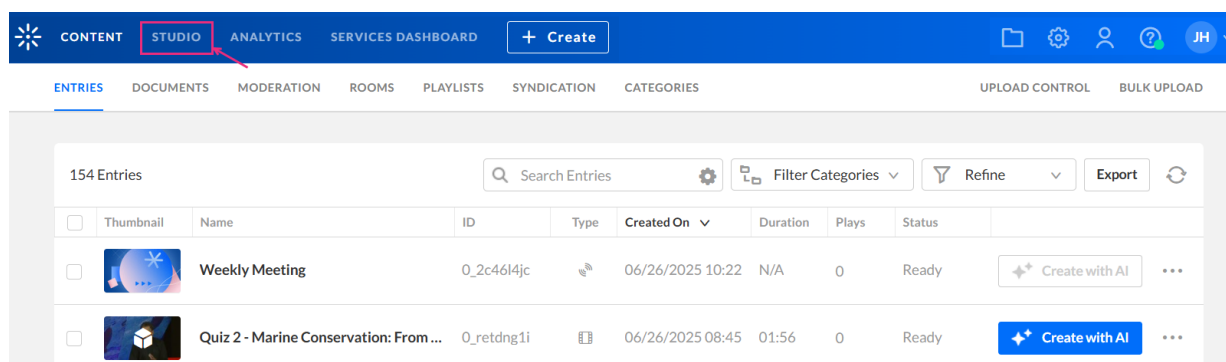 CONTENT STUDIO ANALYTICS SERVICES DASHBOARD + Create JH
ENTRIES DOCUMENTS MODERATION ROOMS PLAYLISTS SYNDICATION CATEGORIES UPLOAD CONTROL BULK UPLOAD
154 Entries Search Entries Filter Categories Refine Export
Thumbnail Name ID Type Created On Duration Plays Status
Weekly Meeting 0_2c46l4jc 06/26/2025 10:22 N/A 0 Ready Create with AI
Quiz 2 - Marine Conservation: From ... 0_retdng1i 06/26/2025 08:45 01:56 0 Ready Create with AI